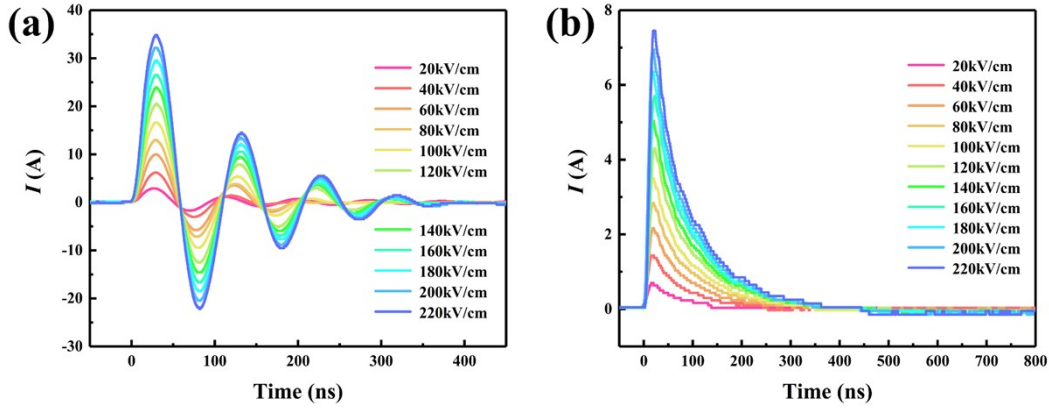 (a)
40
30
20
10
0
-10
-20
-30
I (A)
20kV/cm
40kV/cm
60kV/cm
80kV/cm
100kV/cm
120kV/cm
140kV/cm
160kV/cm
180kV/cm
200kV/cm
220kV/cm
0 100 200 300 400
Time (ns)
(b)
8
6
4
2
0
I (A)
20kV/cm
40kV/cm
60kV/cm
80kV/cm
100kV/cm
120kV/cm
140kV/cm
160kV/cm
180kV/cm
200kV/cm
220kV/cm
0 100 200 300 400 500 600 700 800
Time (ns)